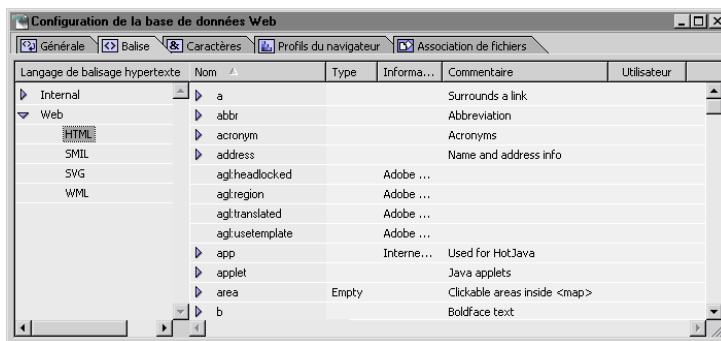 Configuration de la base de données Web
Générale Balise Caractères Profils du navigateur Association de fichiers
Langage de balisage hypertexte Nom Type Informa... Commentaire Utilisateur
Internal
Web
HTML
SMIL
SVG
WML
a Surrounds a link
abbr Abbreviation
acronym Acronyms
address Name and address info
agl:headlocked Adobe ...
agl:region Adobe ...
agl:translated Adobe ...
agl:usetemplate Adobe ...
app Interne... Used for HotJava
applet Java applets
area Empty Clickable areas inside <map>
b Boldface text